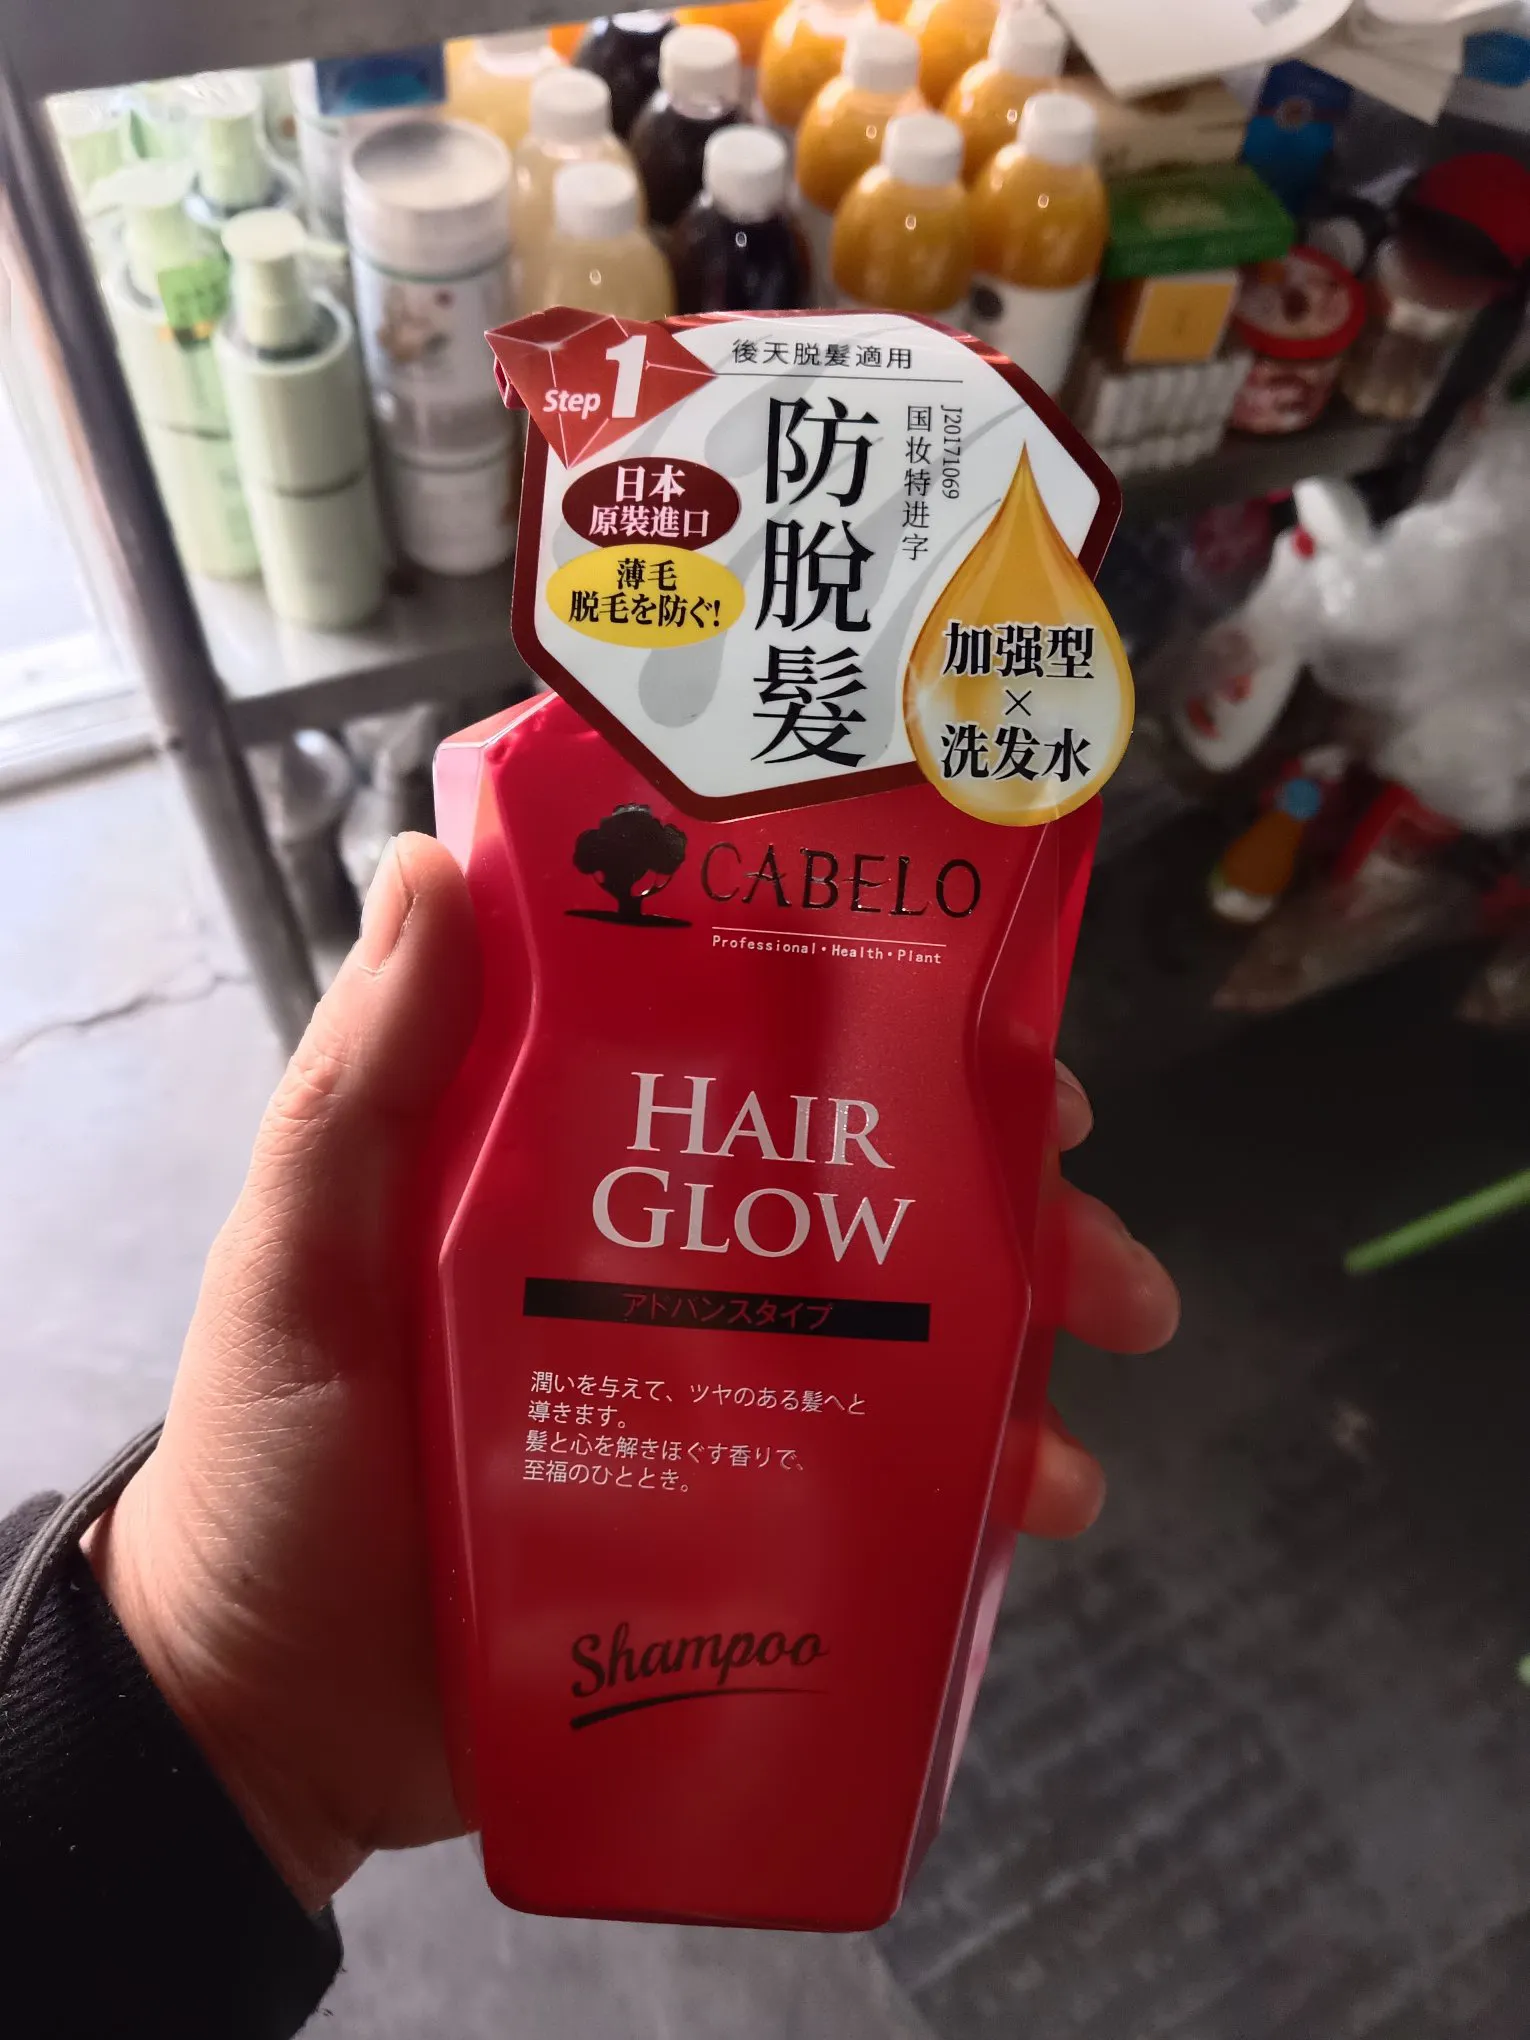 Step 1
後天脱髮適用
防脫髮
国妆特进字
J20171069
日本
原裝進口
薄毛
脱毛を防ぐ!
加强型
×
洗发水
CABELO
Professional・Health・Plant
HAIR
GLOW
アドバンスタイプ
潤いを与えて、ツヤのある髪へと
導きます。
髪と心を解きほぐす香りで、
至福のひととき。
Shampoo